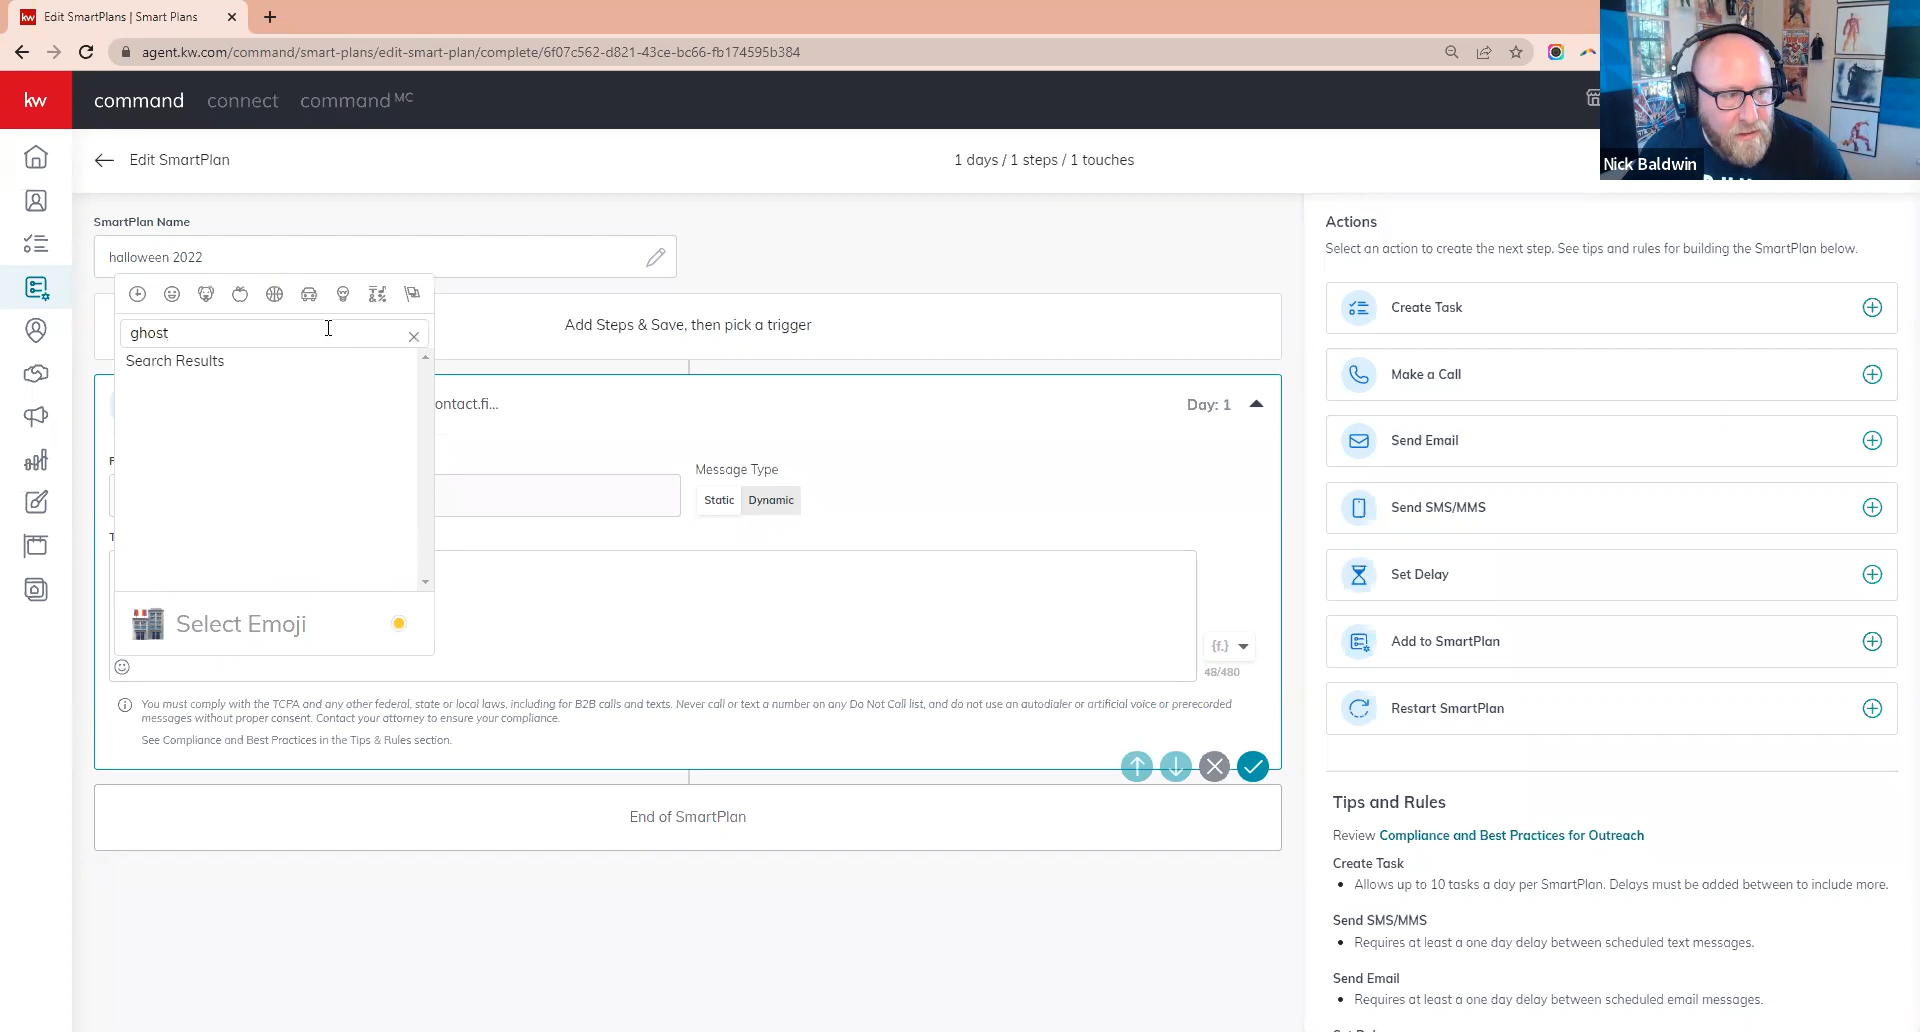 kw
Edit SmartPlans | Smart Plans
agent.kw.com/command/smart-plans/edit-smart-plan/complete/6f07c562-d821-43ce-bc66-fb174595b384
kw
command
connect
command MC
Nick Baldwin
Edit SmartPlan
1 days / 1 steps / 1 touches
SmartPlan Name
halloween 2022
Add Steps & Save, then pick a trigger
ghost
Search Results
ontact.fi...
Day: 1
Message Type
Static
Dynamic
Select Emoji
{f.}
48/480
You must comply with the TCPA and any other federal, state or local laws, including for B2B calls and texts. Never call or text a number on any Do Not Call list, and do not use an autodialer or artificial voice or prerecorded
messages without proper consent. Contact your attorney to ensure your compliance.
See Compliance and Best Practices in the Tips & Rules section.
End of SmartPlan
Actions
Select an action to create the next step. See tips and rules for building the SmartPlan below.
Create Task
Make a Call
Send Email
Send SMS/MMS
Set Delay
Add to SmartPlan
Restart SmartPlan
Tips and Rules
Review Compliance and Best Practices for Outreach
Create Task
• Allows up to 10 tasks a day per SmartPlan. Delays must be added between to include more.
Send SMS/MMS
• Requires at least a one day delay between scheduled text messages.
Send Email
• Requires at least a one day delay between scheduled email messages.